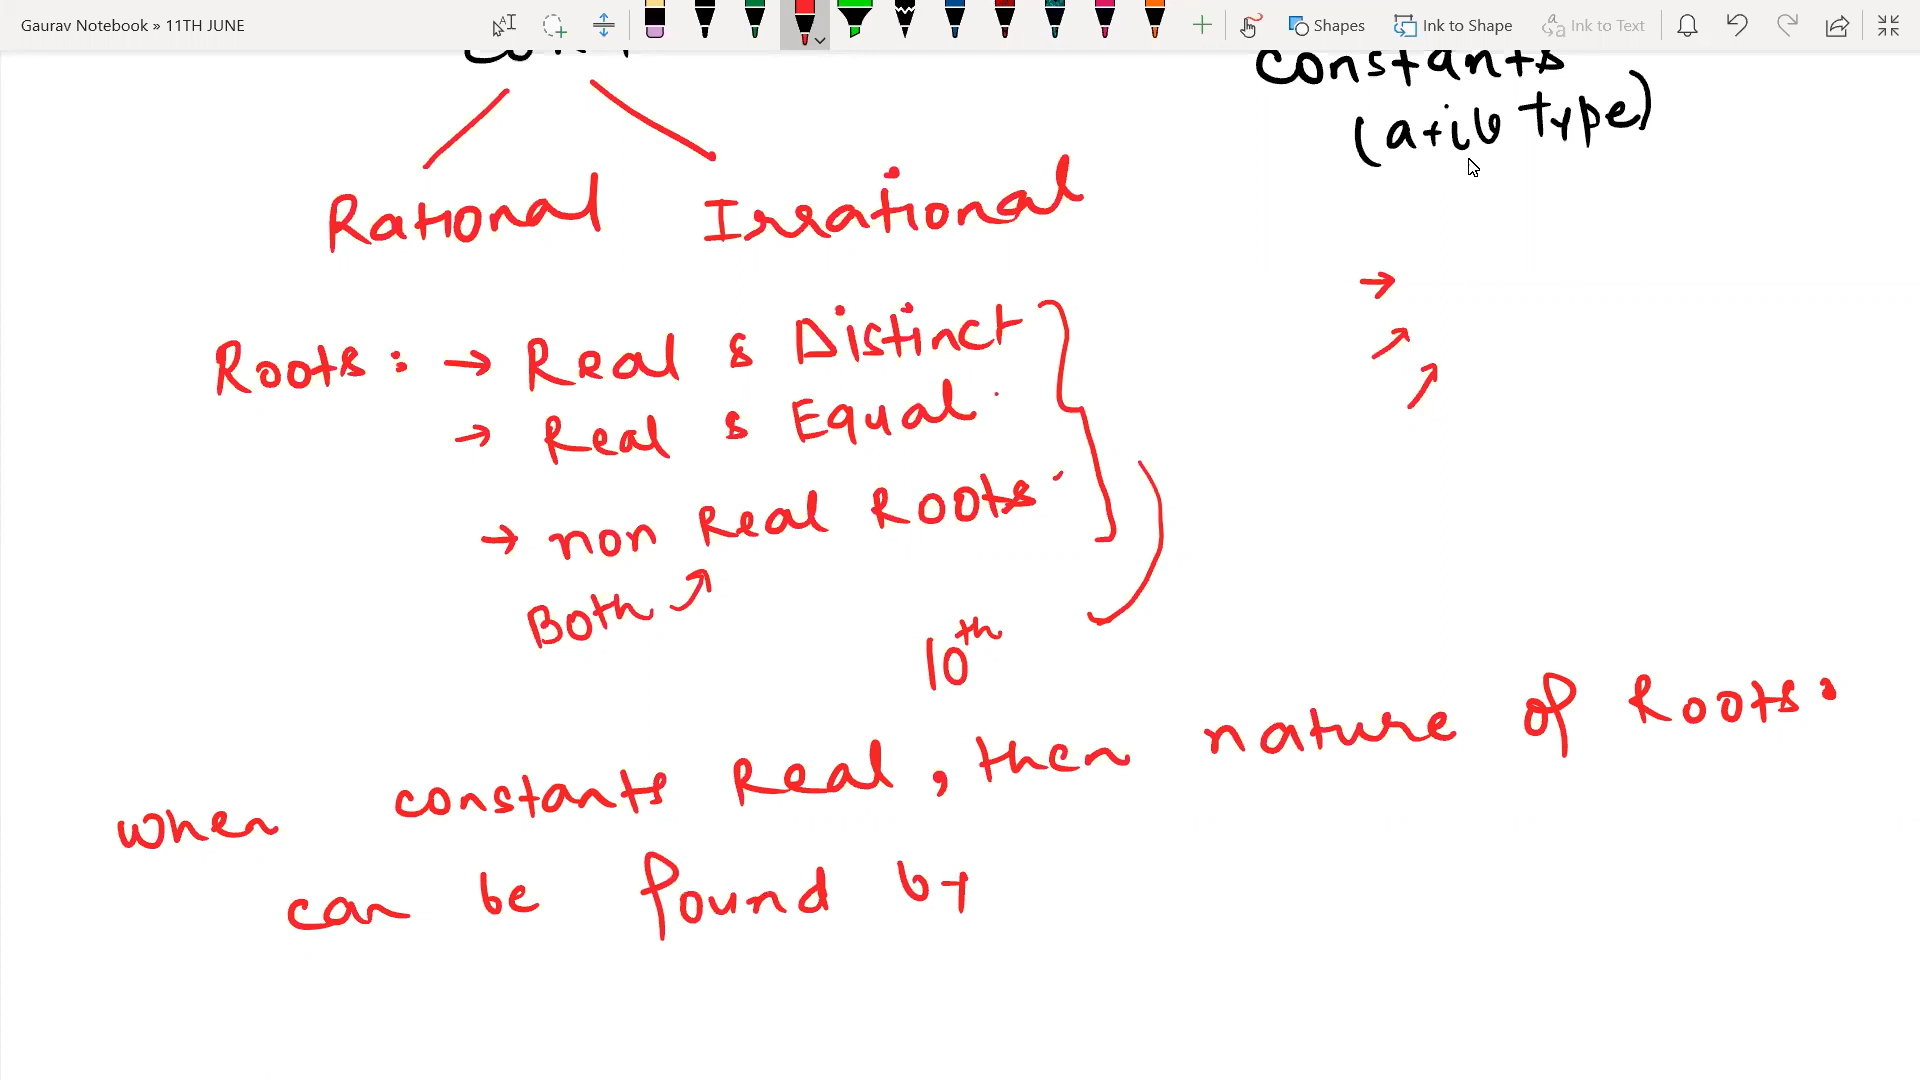 Gaurav Notebook » 11TH JUNE
Shapes
Ink to Shape
Ink to Text
constants
(a+ib Type)
Rational Irrational
Roots: → Real & Distinct
→ Real & Equal
→ non Real Roots
Both
10th
when constants Real, then nature of Roots:
can be found by